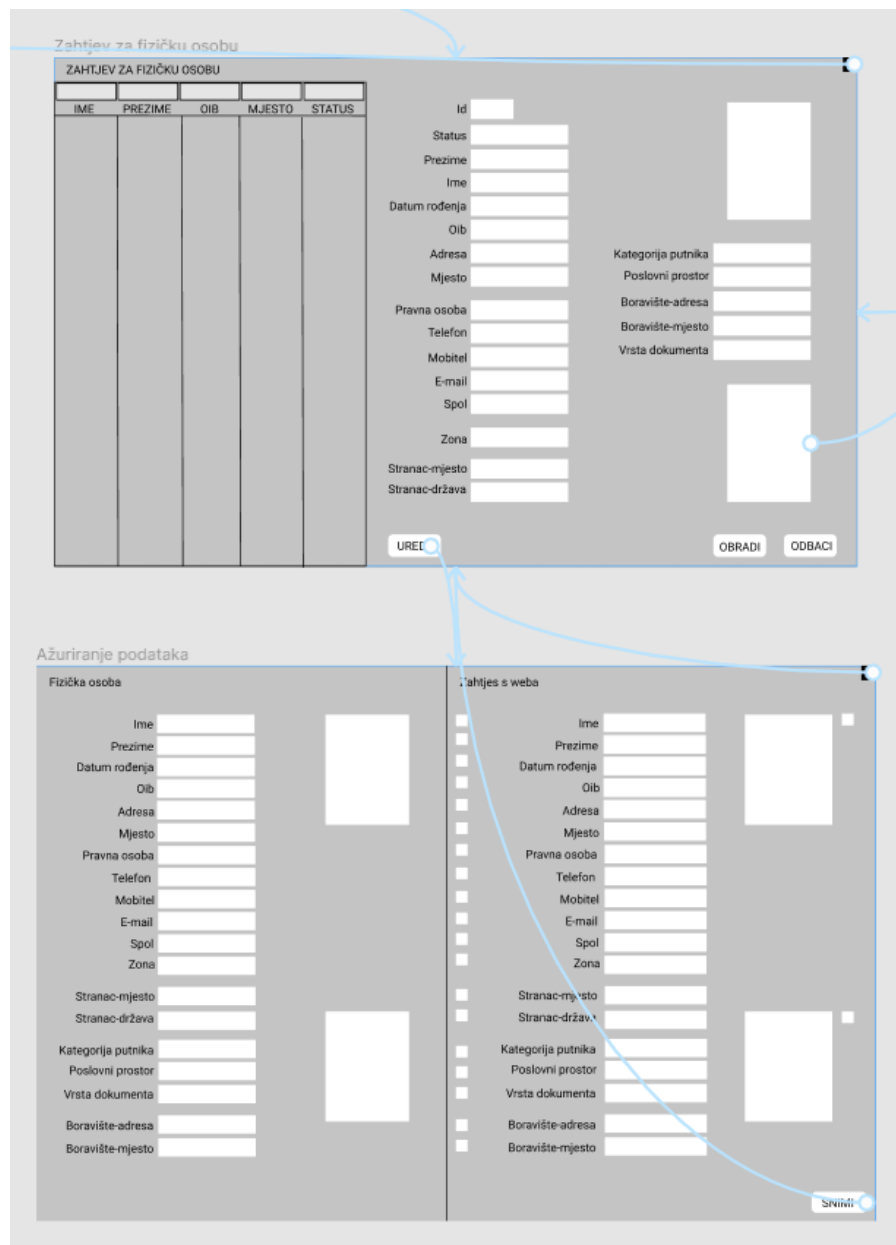 Zahtjev za fizičku osobu
ZAHTJEV ZA FIZIČKU OSOBU
IME PREZIME OIB MJESTO STATUS
Id
Status
Prezime
Ime
Datum rođenja
Oib
Adresa
Mjesto
Pravna osoba
Telefon
Mobitel
E-mail
Spol
Zona
Stranac-mjesto
Stranac-država
Kategorija putnika
Poslovni prostor
Boravište-adresa
Boravište-mjesto
Vrsta dokumenta
OBRADI ODBACI
Ažuriranje podataka
Fizička osoba
Ime
Prezime
Datum rođenja
Oib
Adresa
Mjesto
Pravna osoba
Telefon
Mobitel
E-mail
Spol
Zona
Stranac-mjesto
Stranac-država
Kategorija putnika
Poslovni prostor
Vrsta dokumenta
Boravište-adresa
Boravište-mjesto
Zahtjes s weba
Ime
Prezime
Datum rođenja
Oib
Adresa
Mjesto
Pravna osoba
Telefon
Mobitel
E-mail
Spol
Zona
Stranac-mjesto
Stranac-država
Kategorija putnika
Poslovni prostor
Vrsta dokumenta
Boravište-adresa
Boravište-mjesto
SNIMI